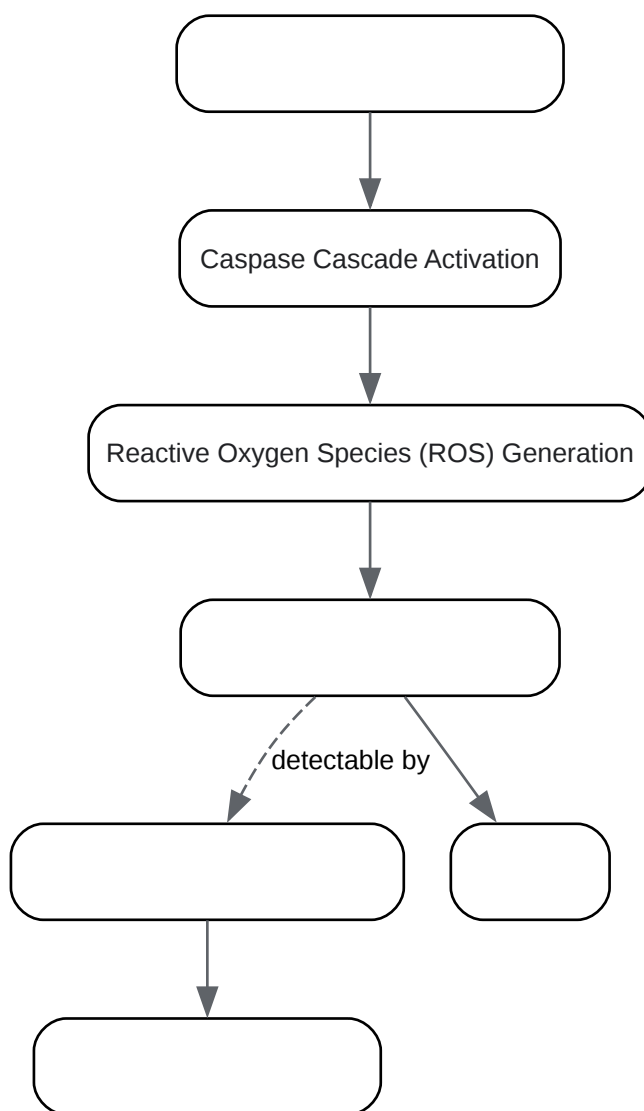 Caspase Cascade Activation
Reactive Oxygen Species (ROS) Generation
detectable by